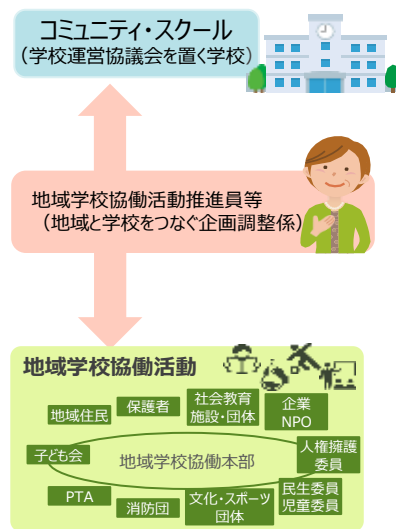 コミュニティ・スクール
（学校運営協議会を置く学校）
地域学校協働活動推進員等
（地域と学校をつなぐ企画調整係）
地域学校協働活動
地域住民
保護者
社会教育
施設・団体
企業
NPO
子ども会
地域学校協働本部
人権擁護
委員
PTA
消防団
文化・スポーツ
団体
民生委員
児童委員